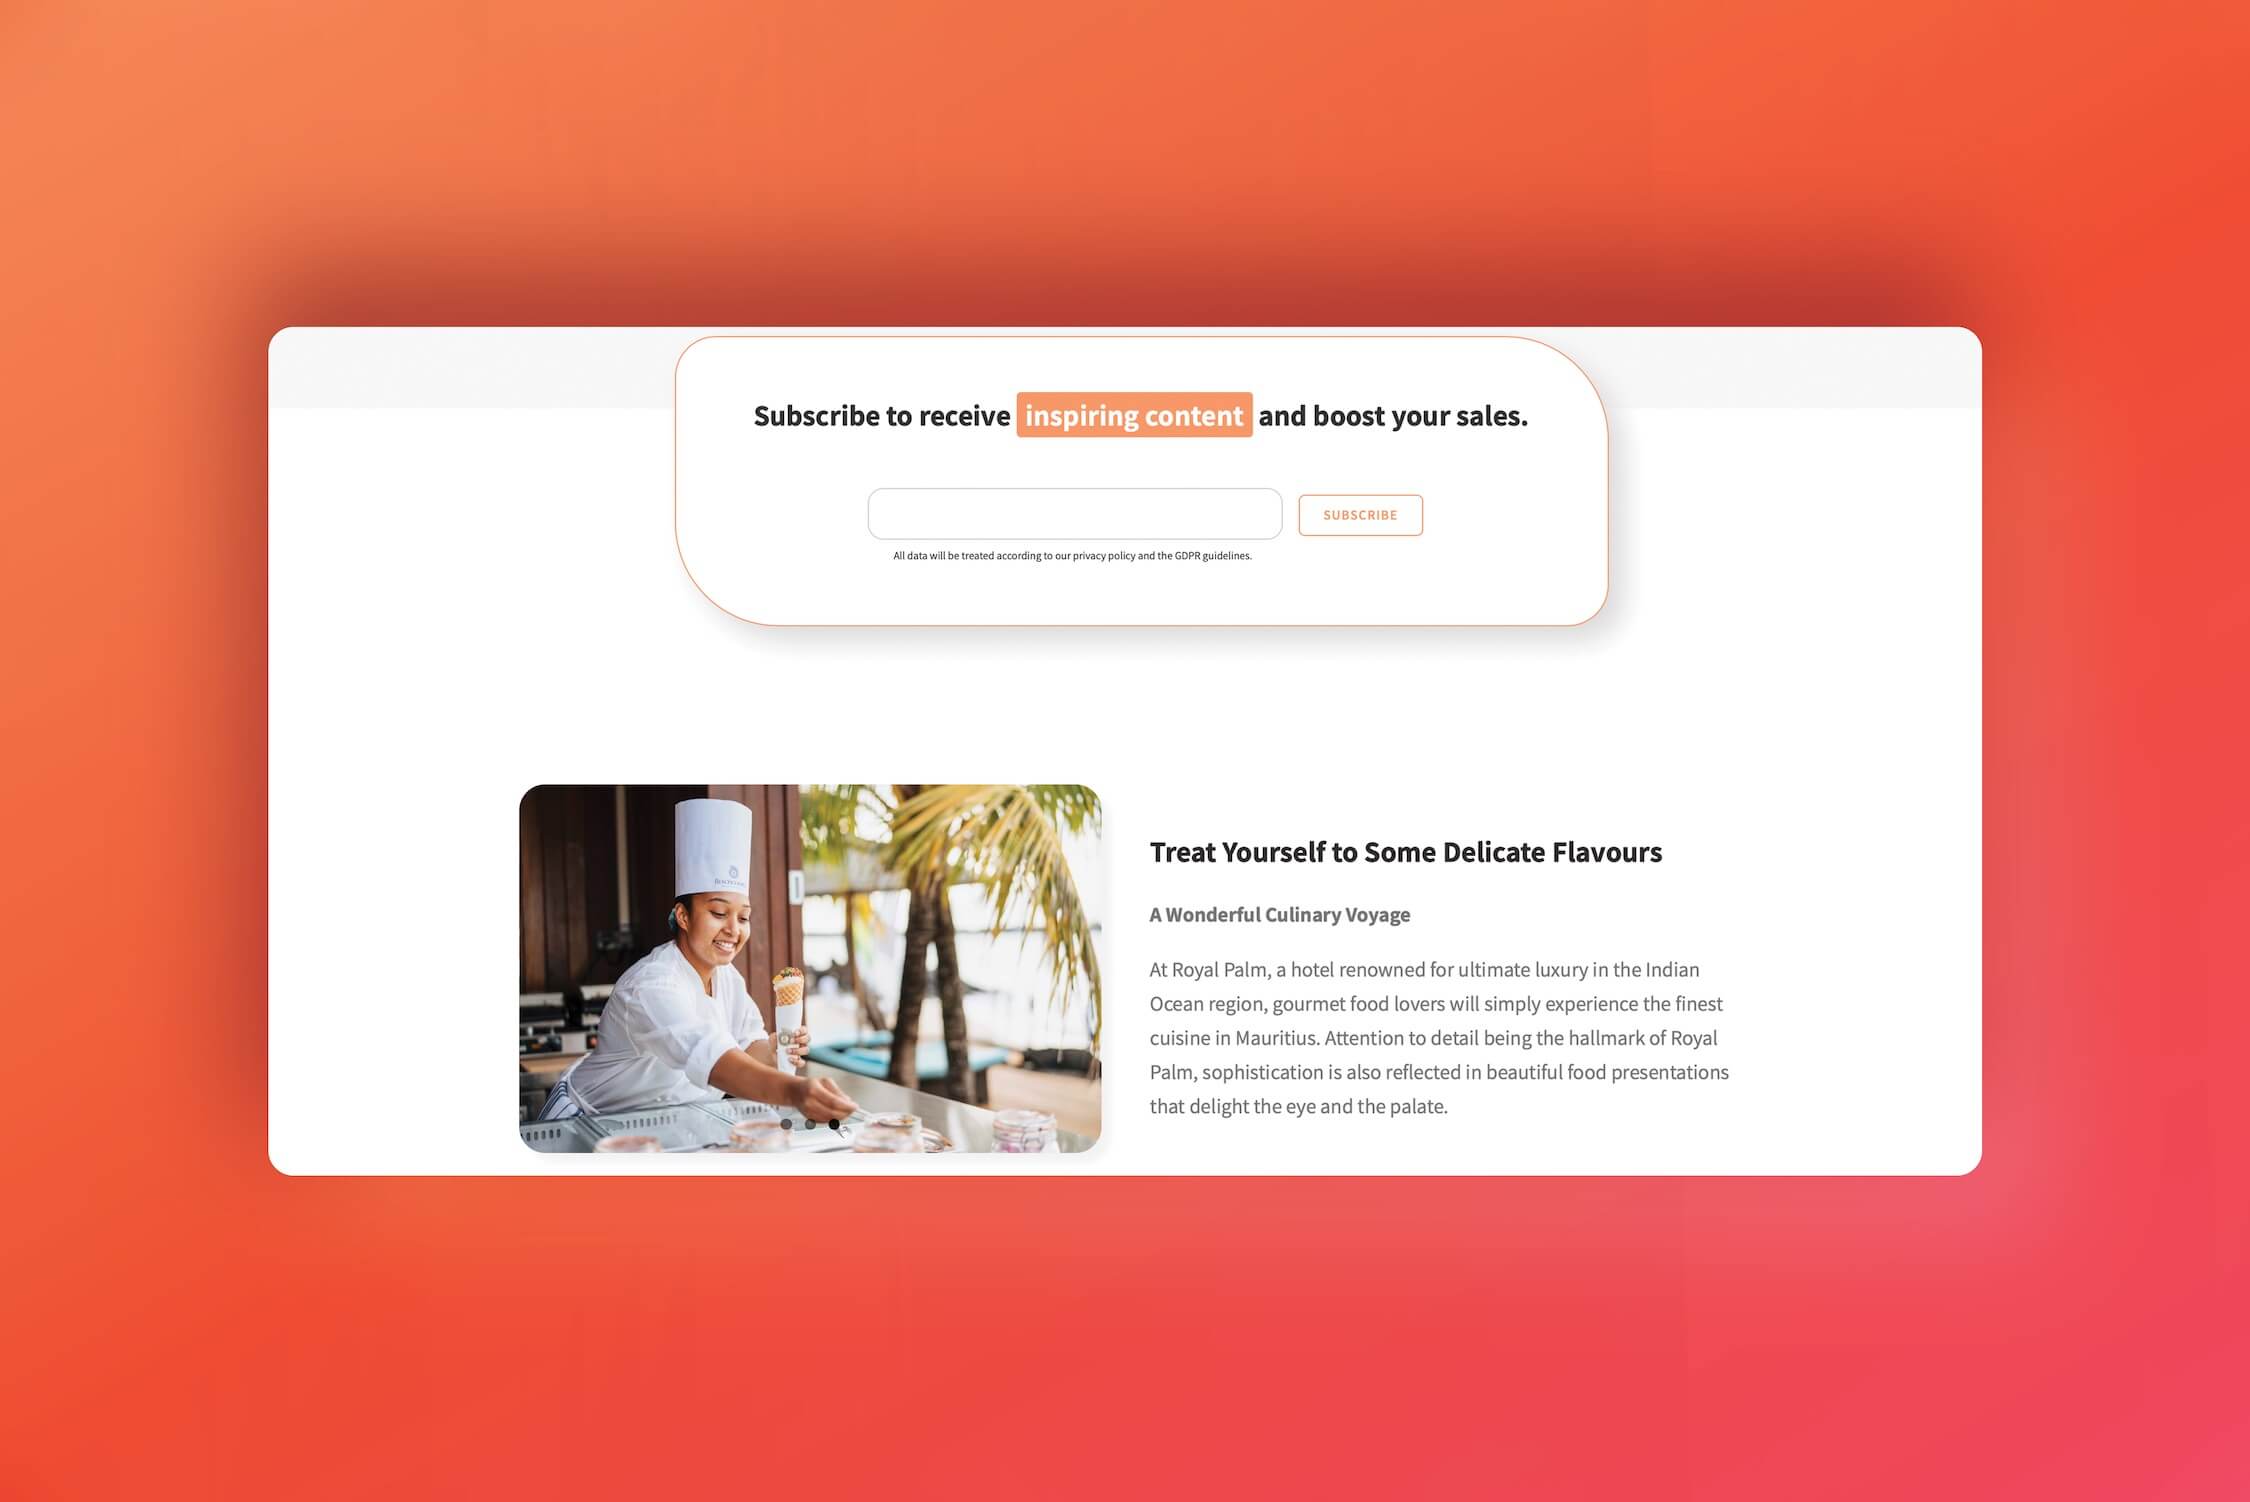 Subscribe to receive inspiring content and boost your sales.
SUBSCRIBE
All data will be treated according to our privacy policy and the GDPR guidelines.
Treat Yourself to Some Delicate Flavours
A Wonderful Culinary Voyage
At Royal Palm, a hotel renowned for ultimate luxury in the Indian
Ocean region, gourmet food lovers will simply experience the finest
cuisine in Mauritius. Attention to detail being the hallmark of Royal
Palm, sophistication is also reflected in beautiful food presentations
that delight the eye and the palate.